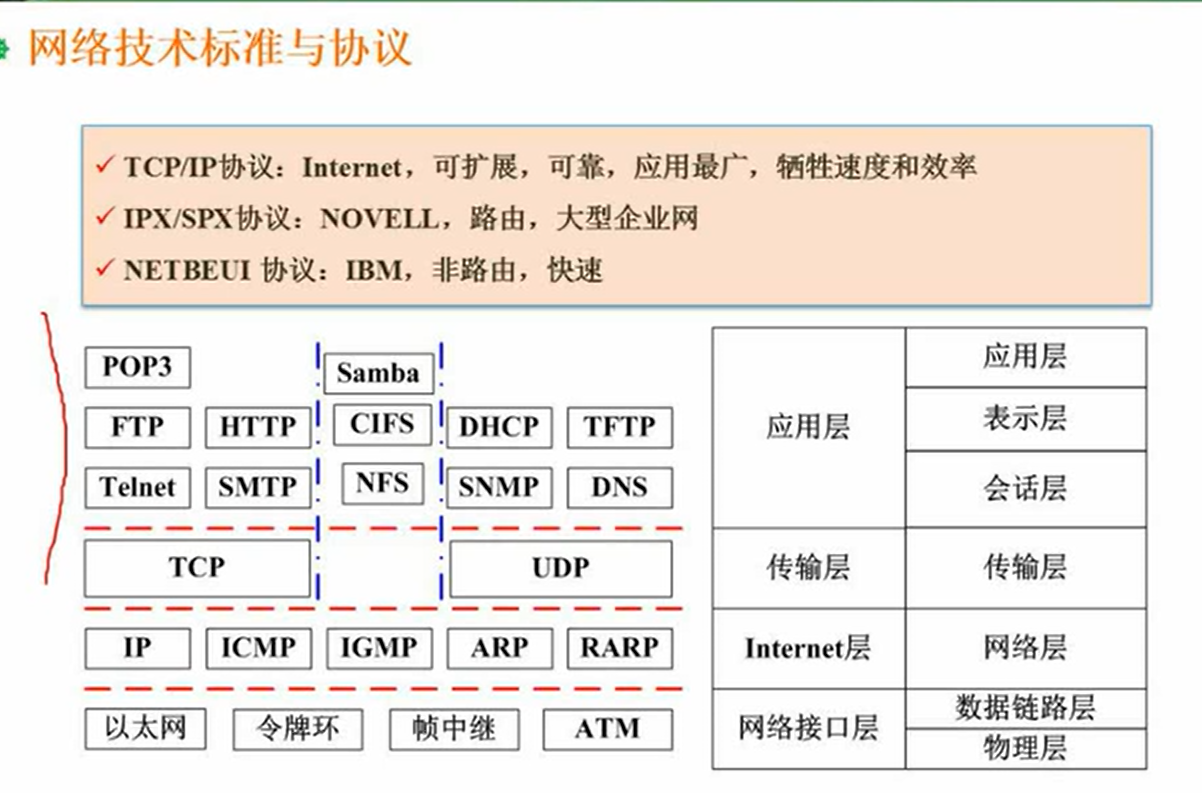 网络技术标准与协议
✓ TCP/IP协议：Internet，可扩展，可靠，应用最广，牺牲速度和效率
✓ IPX/SPX协议：NOVELL，路由，大型企业网
✓ NETBEUI 协议：IBM，非路由，快速
POP3 Samba
FTP HTTP CIFS DHCP TFTP
Telnet SMTP NFS SNMP DNS
TCP UDP
IP ICMP IGMP ARP RARP
以太网 令牌环 帧中继 ATM
应用层 应用层
表示层
会话层
传输层 传输层
Internet层 网络层
网络接口层 数据链路层
物理层